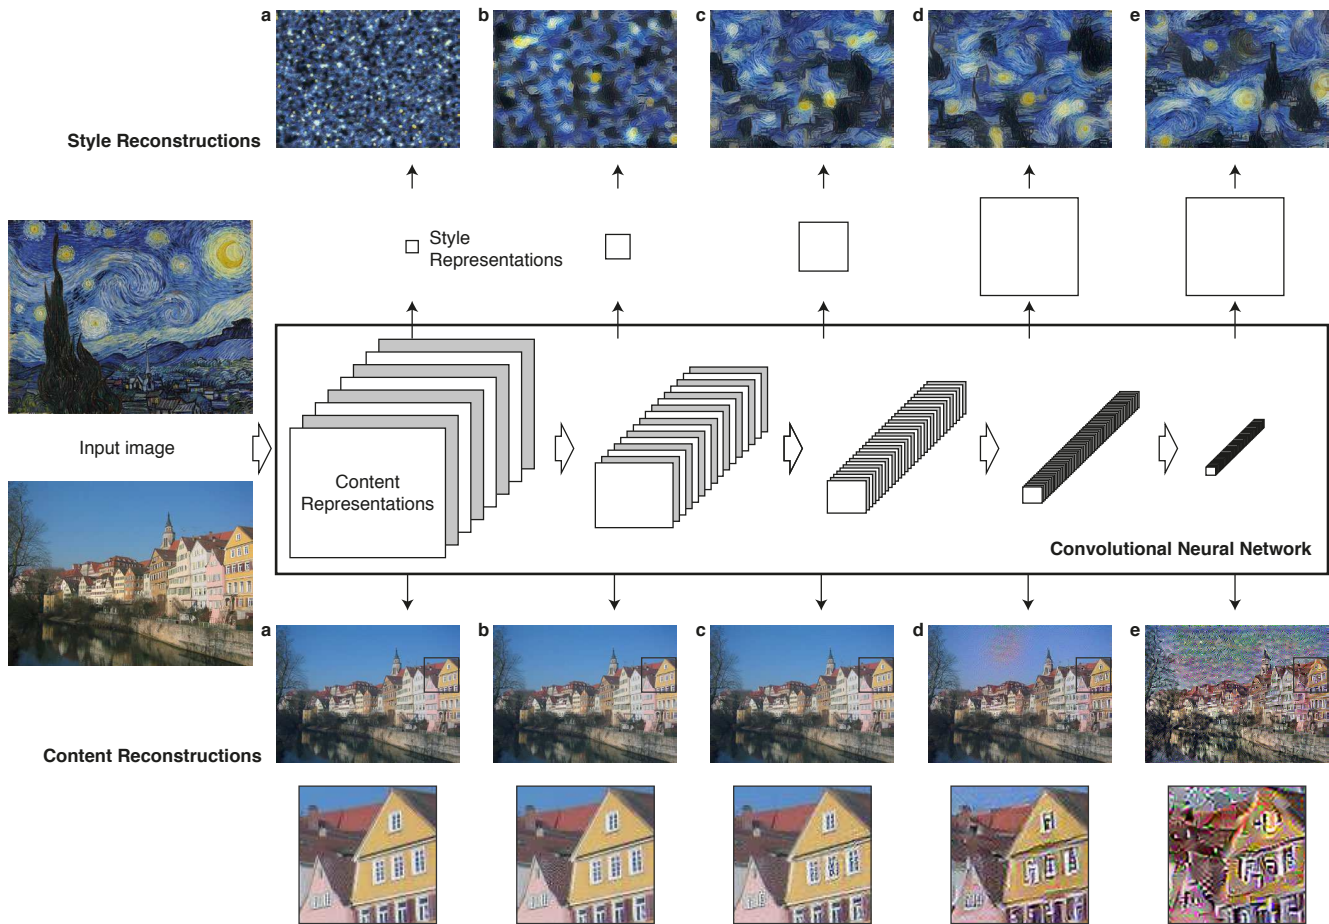 a
b
c
d
e
Style Reconstructions
Style
Representations
Input image
Content
Representations
Convolutional Neural Network
a
b
c
d
e
Content Reconstructions